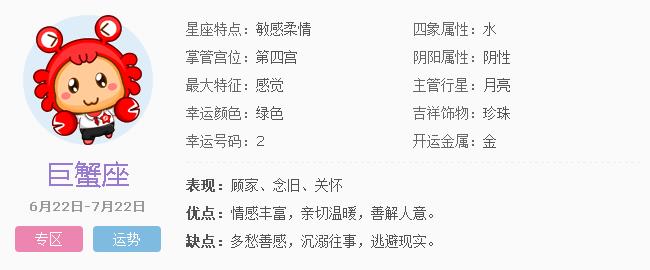 巨蟹座
6月22日-7月22日
专区 运势
星座特点：敏感柔情 四象属性：水
掌管宫位：第四宫 阴阳属性：阴性
最大特征：感觉 主管行星：月亮
幸运颜色：绿色 吉祥饰物：珍珠
幸运号码：2 开运金属：金
表现：顾家、念旧、关怀
优点：情感丰富，亲切温暖，善解人意。
缺点：多愁善感，沉溺往事，逃避现实。